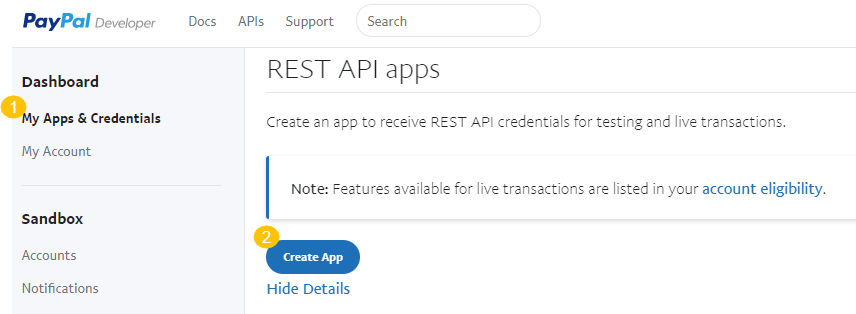 PayPal Developer
Docs
APIs
Support
Search
Dashboard
1
My Apps & Credentials
My Account
Sandbox
Accounts
Notifications
REST API apps
Create an app to receive REST API credentials for testing and live transactions.
Note: Features available for live transactions are listed in your account eligibility.
2
Create App
Hide Details